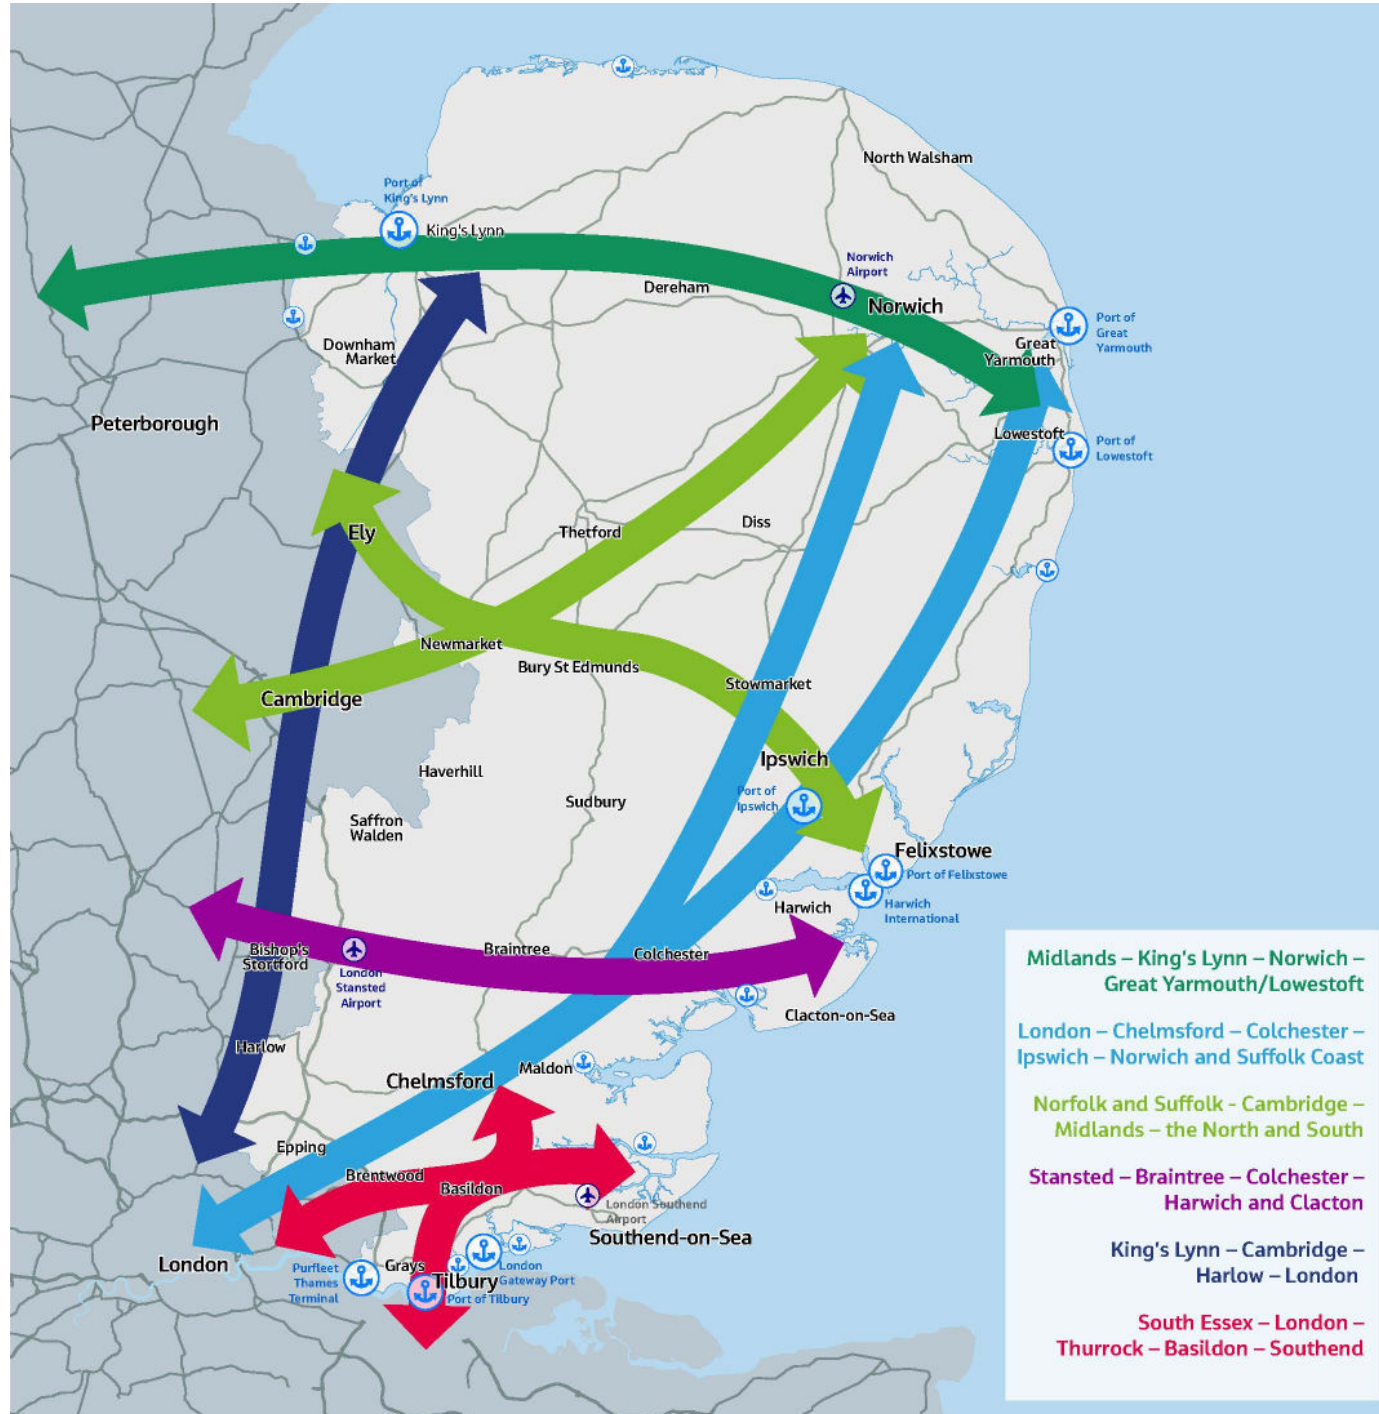 North Walsham
Port of
King's Lynn
King's Lynn
Norwich
Airport
Dereham
Norwich
Port of
Great
Yarmouth
Great
Yarmouth
Downham
Market
Peterborough
Lowestoft
Port of
Lowestoft
Ely
Thetford
Diss
Newmarket
Bury St Edmunds
Stowmarket
Cambridge
Ipswich
Haverhill
Port of
Ipswich
Sudbury
Saffron
Walden
Felixstowe
Port of Felixstowe
Harwich
Harwich
International
Bishop's
Stortford
Braintree
Colchester
London
Stansted
Airport
Clacton-on-Sea
Harlow
Maldon
Chelmsford
Epping
Brentwood
Basildon
London Southend
Airport
Southend-on-Sea
London
Purfleet
Thames
Terminal
Grays
Tilbury
London
Gateway Port
Port of Tilbury
Midlands – King's Lynn – Norwich –
Great Yarmouth/Lowestoft
London – Chelmsford – Colchester –
Ipswich – Norwich and Suffolk Coast
Norfolk and Suffolk - Cambridge –
Midlands – the North and South
Stansted – Braintree – Colchester –
Harwich and Clacton
King's Lynn – Cambridge –
Harlow – London
South Essex – London –
Thurrock – Basildon – Southend